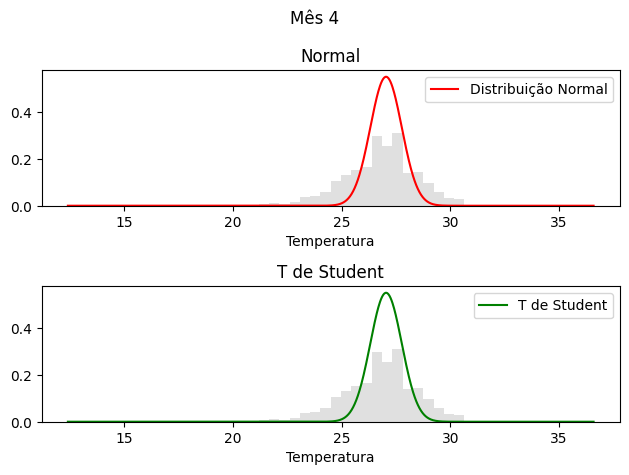 Mês 4
Normal
Distribuição Normal
0.4
0.2
0.0
15 20 25 30 35
Temperatura
T de Student
T de Student
0.4
0.2
0.0
15 20 25 30 35
Temperatura